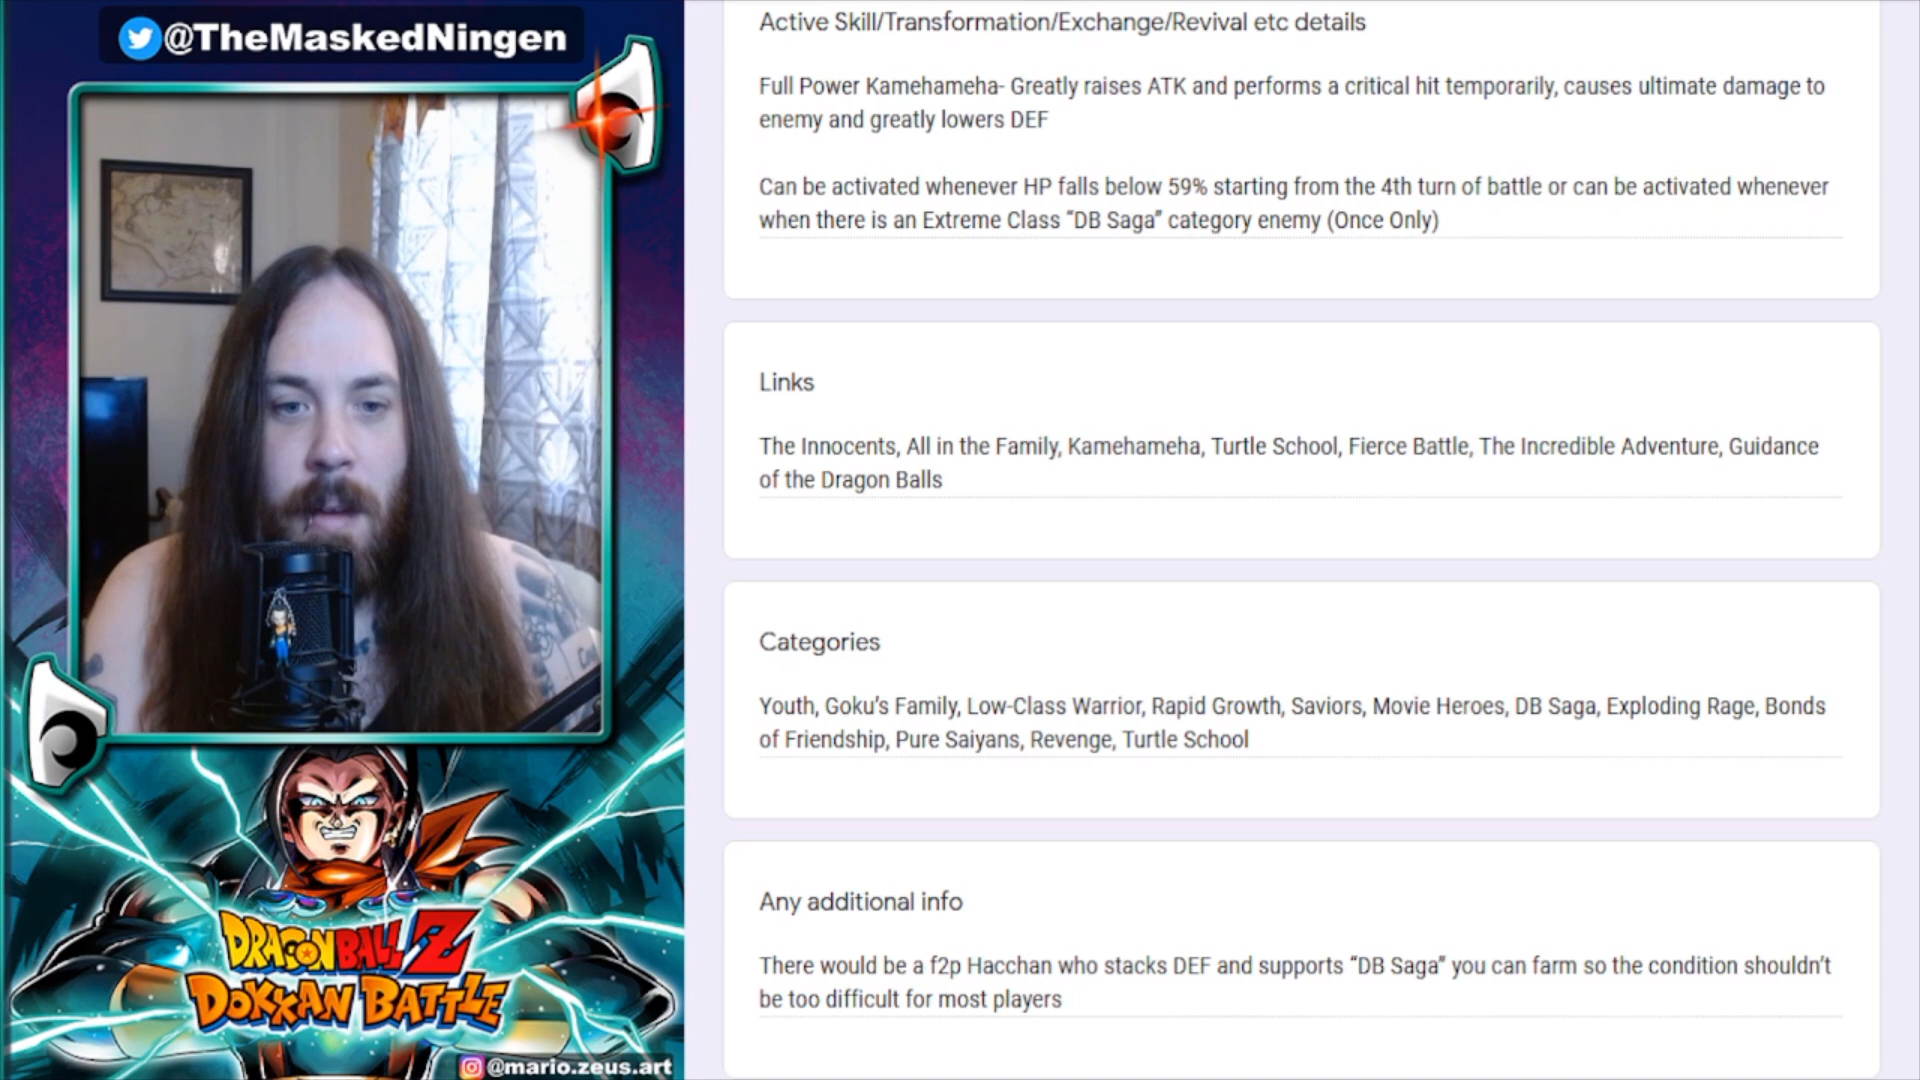 @TheMaskedNingen
Active Skill/Transformation/Exchange/Revival etc details
Full Power Kamehameha- Greatly raises ATK and performs a critical hit temporarily, causes ultimate damage to
enemy and greatly lowers DEF
Can be activated whenever HP falls below 59% starting from the 4th turn of battle or can be activated whenever
when there is an Extreme Class “DB Saga” category enemy (Once Only)
Links
The Innocents, All in the Family, Kamehameha, Turtle School, Fierce Battle, The Incredible Adventure, Guidance
of the Dragon Balls
Categories
Youth, Goku’s Family, Low-Class Warrior, Rapid Growth, Saviors, Movie Heroes, DB Saga, Exploding Rage, Bonds
of Friendship, Pure Saiyans, Revenge, Turtle School
Any additional info
There would be a f2p Hacchan who stacks DEF and supports “DB Saga” you can farm so the condition shouldn’t
be too difficult for most players
DRAGON BALL Z
DOKKAN BATTLE
@mario.zeus.art